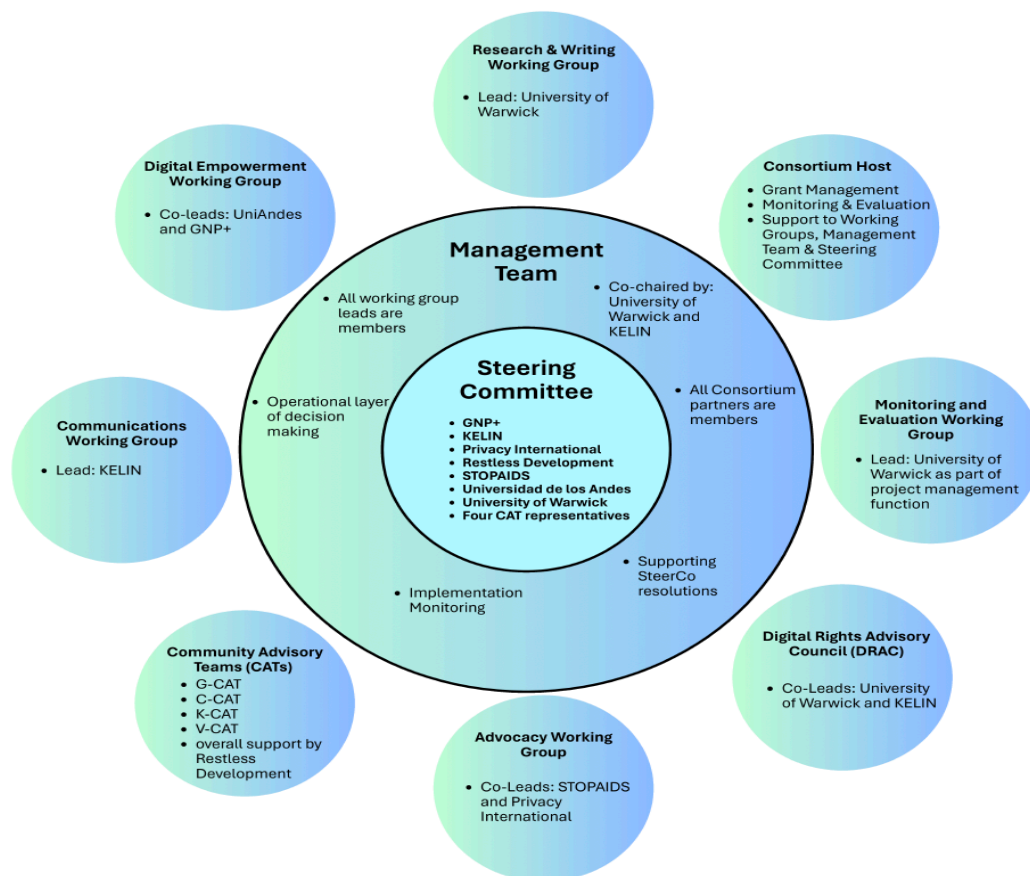 Research & Writing
Working Group
• Lead: University of
Warwick
Digital Empowerment
Working Group
• Co-leads: UniAndes
and GNP+
Consortium Host
• Grant Management
• Monitoring & Evaluation
• Support to Working
Groups, Management
Team & Steering
Committee
Management
Team
• All working group
leads are
members
• Co-chaired by:
University of
Warwick and
KELIN
• Operational layer
of decision
making
• All Consortium
partners are
members
Steering
Committee
• GNP+
• KELIN
• Privacy International
• Restless Development
• STOPAIDS
• Universidad de los Andes
• University of Warwick
• Four CAT representatives
• Implementation
Monitoring
• Supporting
SteerCo
resolutions
Communications
Working Group
• Lead: KELIN
Monitoring and
Evaluation Working
Group
• Lead: University of
Warwick as part of
project management
function
Community Advisory
Teams (CATs)
• G-CAT
• C-CAT
• K-CAT
• V-CAT
• overall support by
Restless
Development
Advocacy Working
Group
• Co-Leads: STOPAIDS
and Privacy
International
Digital Rights Advisory
Council (DRAC)
• Co-Leads: University
of Warwick and KELIN